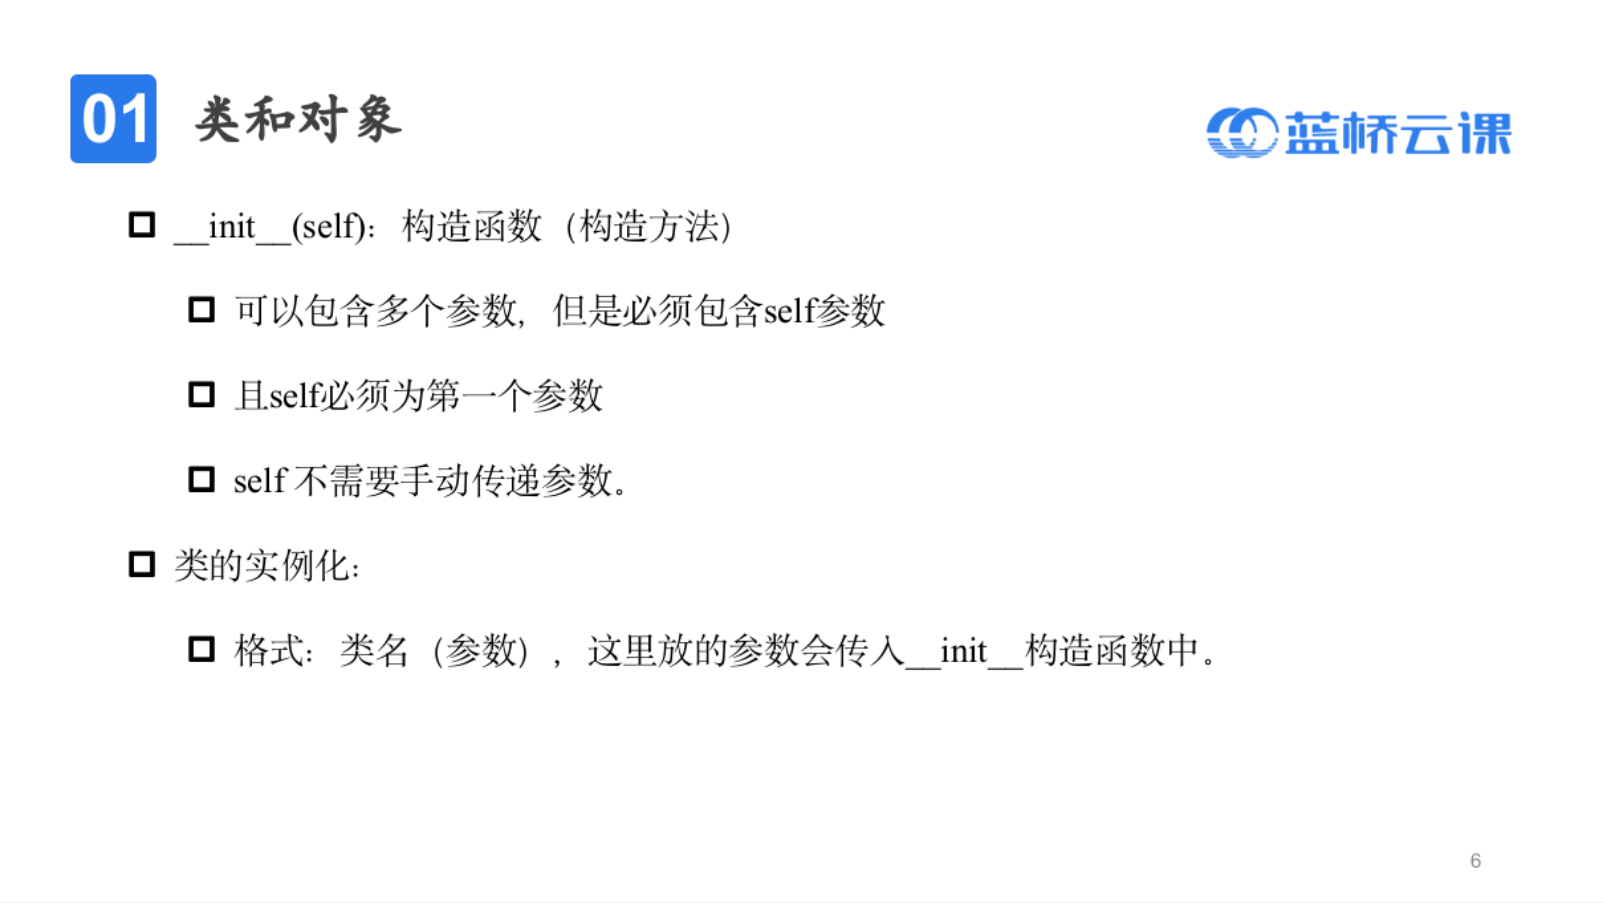 01 类和对象
蓝桥云课
__init__(self)：构造函数（构造方法）
可以包含多个参数，但是必须包含self参数
且self必须为第一个参数
self 不需要手动传递参数。
类的实例化：
格式：类名（参数），这里放的参数会传入__init__构造函数中。
6